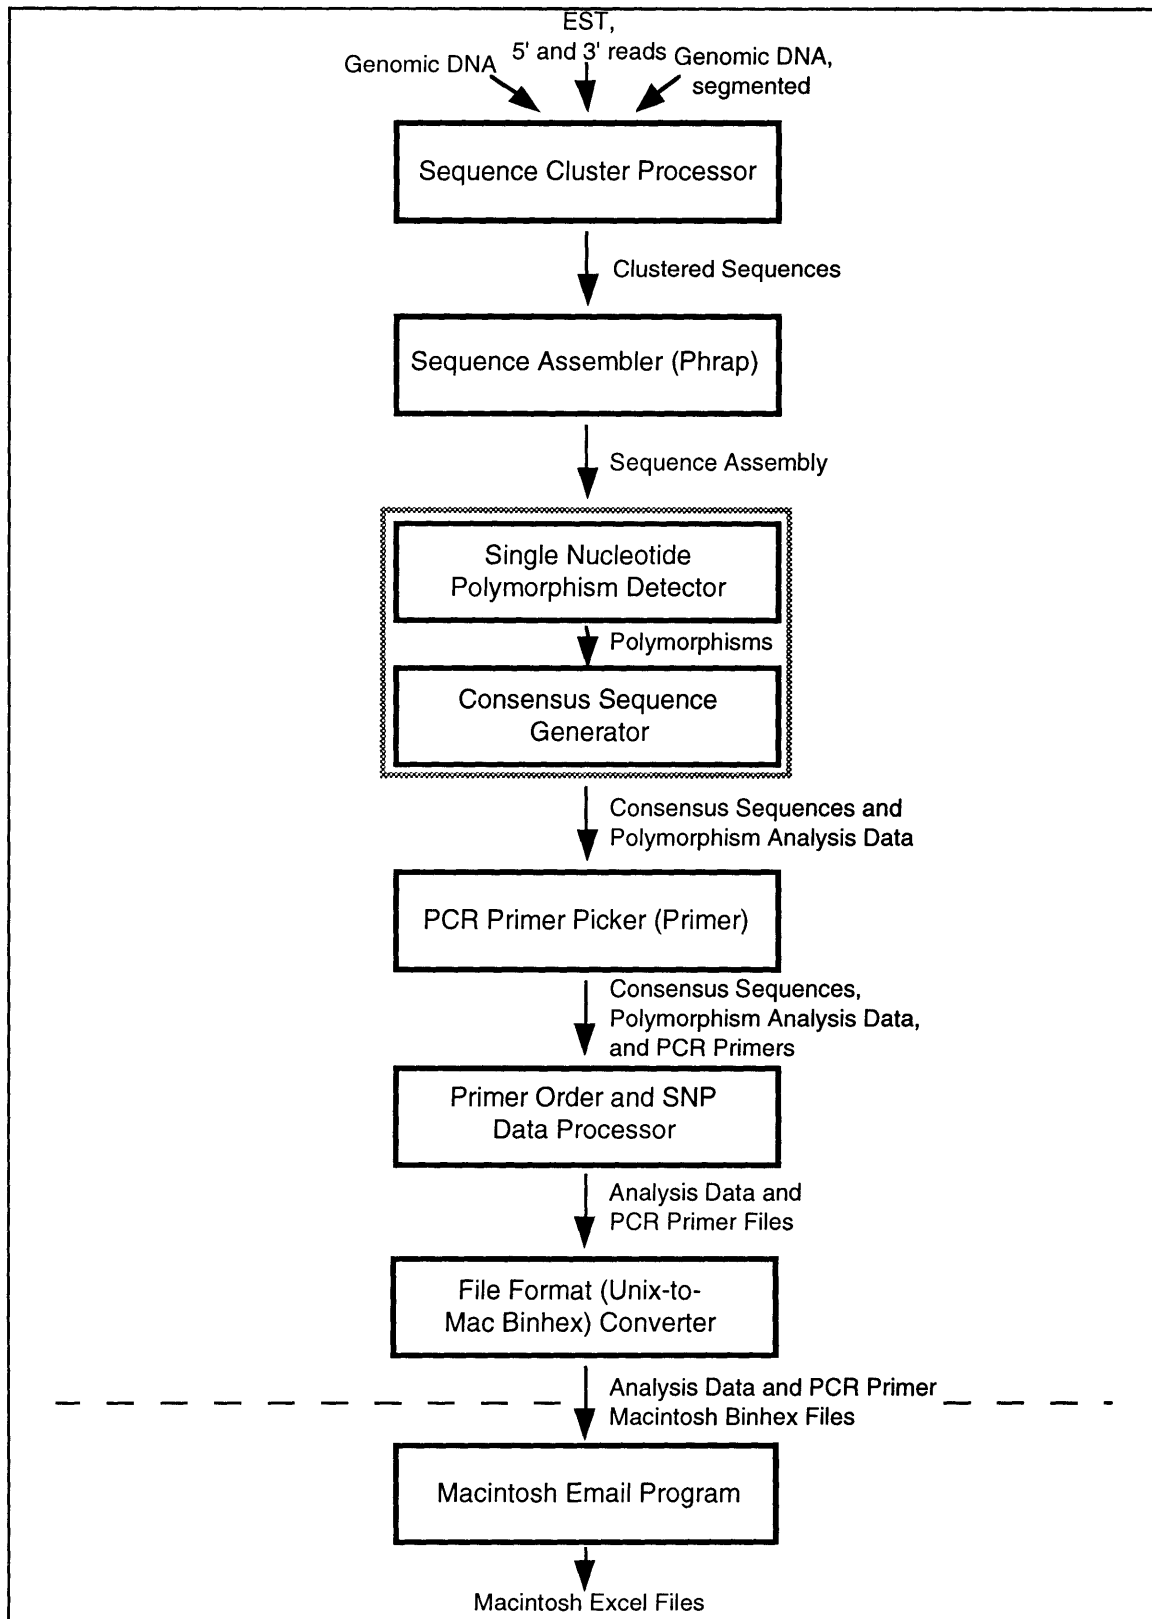 EST,
5' and 3' reads
Genomic DNA
Genomic DNA,
segmented
Sequence Cluster Processor
Clustered Sequences
Sequence Assembler (Phrap)
Sequence Assembly
Single Nucleotide
Polymorphism Detector
Polymorphisms
Consensus Sequence
Generator
Consensus Sequences and
Polymorphism Analysis Data
PCR Primer Picker (Primer)
Consensus Sequences,
Polymorphism Analysis Data,
and PCR Primers
Primer Order and SNP
Data Processor
Analysis Data and
PCR Primer Files
File Format (Unix-to-
Mac Binhex) Converter
Analysis Data and PCR Primer
Macintosh Binhex Files
Macintosh Email Program
Macintosh Excel Files